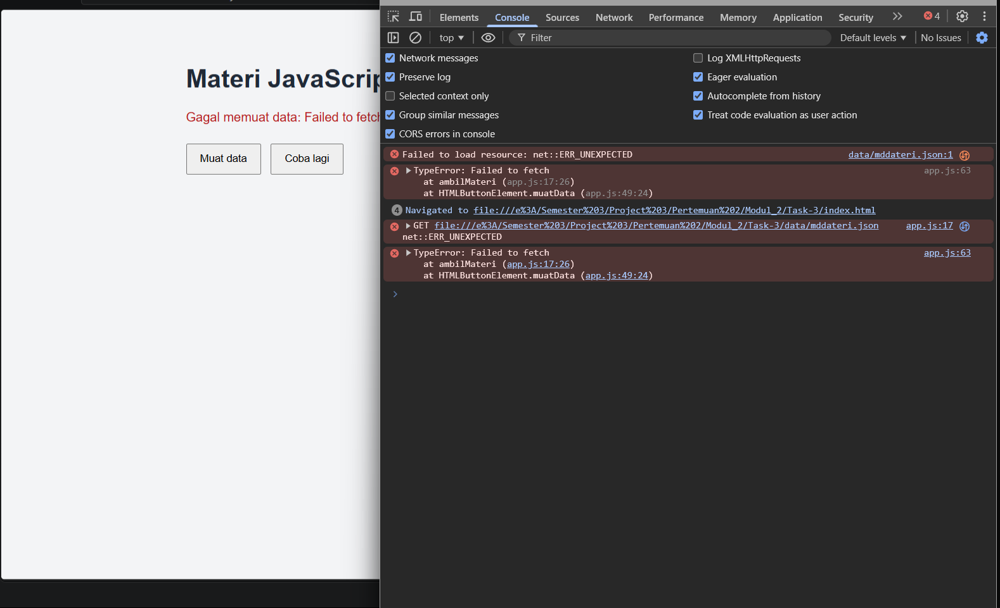 Materi JavaScrip
Gagal memuat data: Failed to fetch
Muat data
Coba lagi
Elements
Console
Sources
Network
Performance
Memory
Application
Security
4
top
Filter
Default levels
No Issues
Network messages
Log XMLHttpRequests
Preserve log
Eager evaluation
Selected context only
Autocomplete from history
Group similar messages
Treat code evaluation as user action
CORS errors in console
Failed to load resource: net::ERR_UNEXPECTED data/mddateri.json:1
TypeError: Failed to fetch app.js:63
at ambilMateri (app.js:17:26)
at HTMLButtonElement.muatData (app.js:49:24)
4 Navigated to file:///e%3A/Semester%203/Project%203/Pertemuan%202/Modul_2/Task-3/index.html
GET file:///e%3A/Semester%203/Project%203/Pertemuan%202/Modul_2/Task-3/data/mddateri.json app.js:17
net::ERR_UNEXPECTED
TypeError: Failed to fetch app.js:63
at ambilMateri (app.js:17:26)
at HTMLButtonElement.muatData (app.js:49:24)